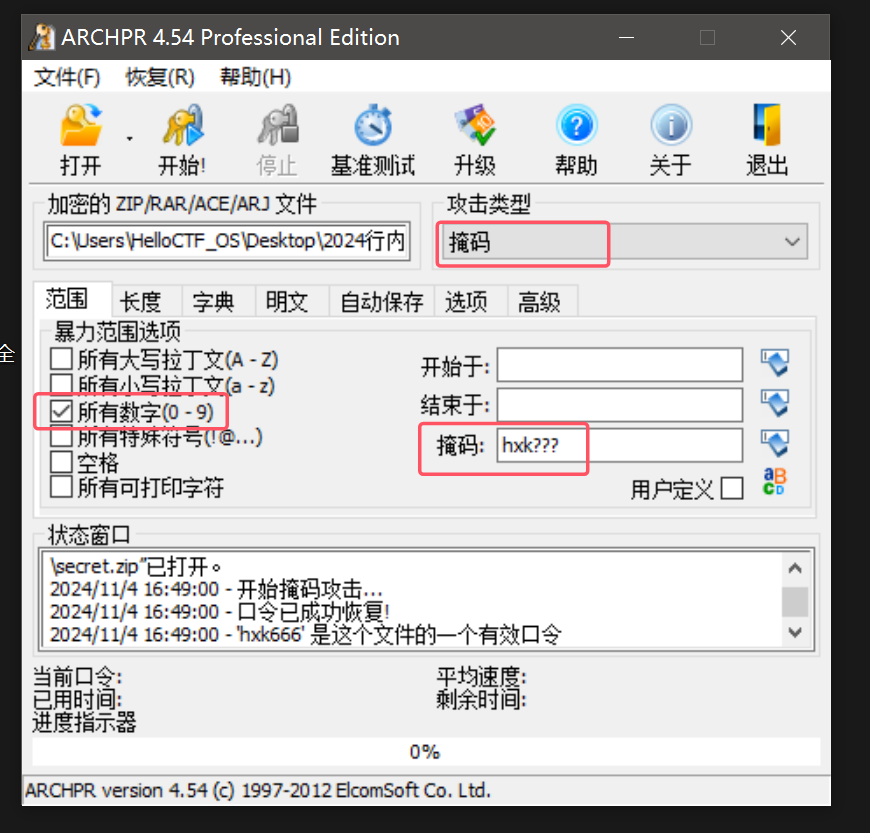 ARCHPR 4.54 Professional Edition
文件(F) 恢复(R) 帮助(H)
打开 开始! 停止 基准测试 升级 帮助 关于 退出
加密的 ZIP/RAR/ACE/ARJ 文件
攻击类型
C:\Users\HelloCTF_OS\Desktop\2024行内
掩码
范围 长度 字典 明文 自动保存 选项 高级
暴力范围选项
所有大写拉丁文(A - Z)
所有小写拉丁文(a - z)
所有数字(0 - 9)
所有特殊符号(!@...)
空格
所有可打印字符
开始于:
结束于:
掩码: hxk???
用户定义
全
状态窗口
\secret.zip"已打开。
2024/11/4 16:49:00 - 开始掩码攻击...
2024/11/4 16:49:00 - 口令已成功恢复!
2024/11/4 16:49:00 - 'hxk666' 是这个文件的一个有效口令
当前口令: 平均速度:
已用时间: 剩余时间:
进度指示器
0%
ARCHPR version 4.54 (c) 1997-2012 ElcomSoft Co. Ltd.